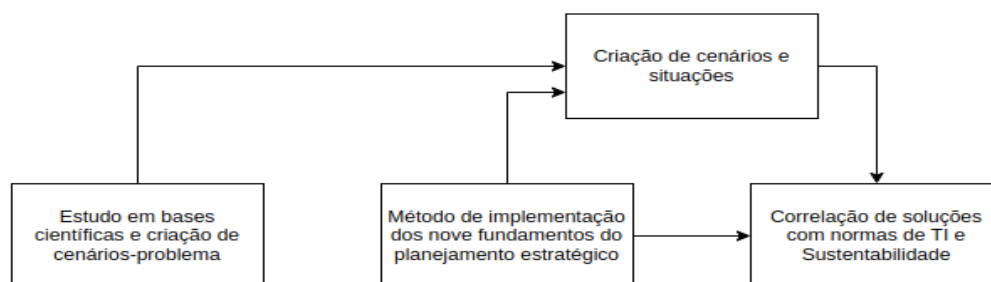 Criação de cenários e
situações
Estudo em bases
científicas e criação de
cenários-problema
Método de implementação
dos nove fundamentos do
planejamento estratégico
Correlação de soluções
com normas de TI e
Sustentabilidade